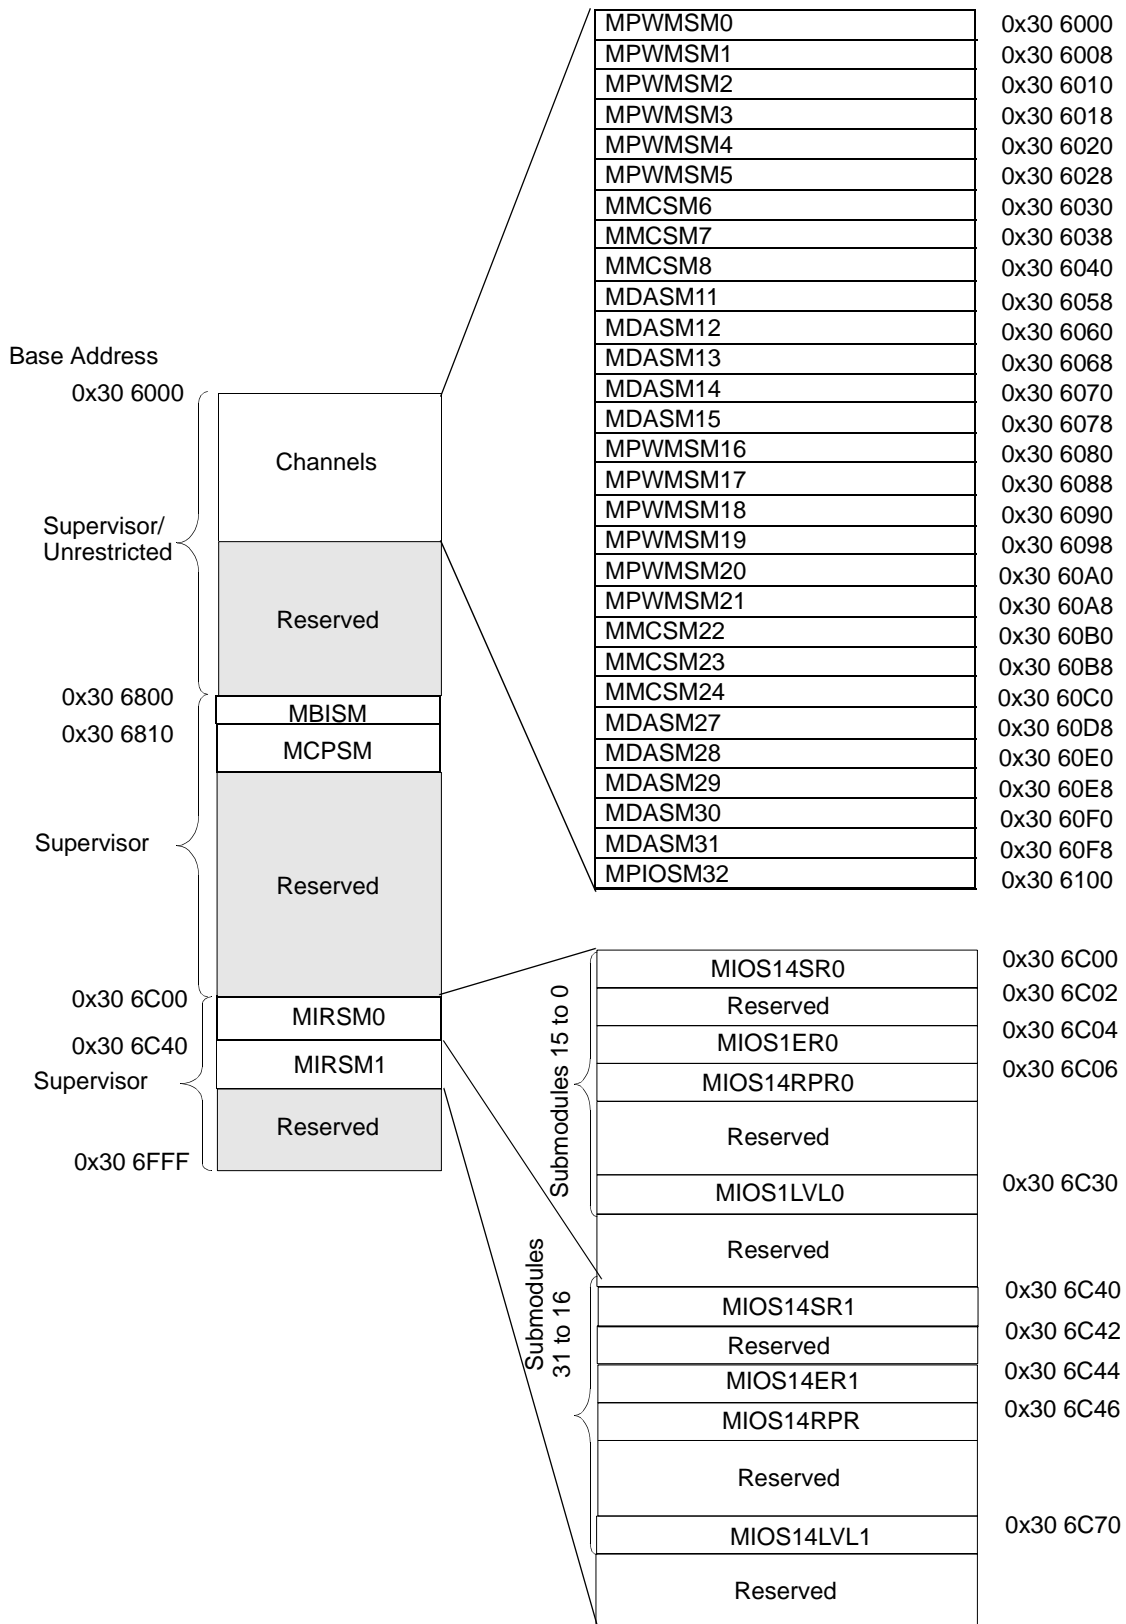 MPWMSM0 0x30 6000
MPWMSM1 0x30 6008
MPWMSM2 0x30 6010
MPWMSM3 0x30 6018
MPWMSM4 0x30 6020
MPWMSM5 0x30 6028
MMCSM6 0x30 6030
MMCSM7 0x30 6038
MMCSM8 0x30 6040
MDASM11 0x30 6058
MDASM12 0x30 6060
MDASM13 0x30 6068
MDASM14 0x30 6070
MDASM15 0x30 6078
MPWMSM16 0x30 6080
MPWMSM17 0x30 6088
MPWMSM18 0x30 6090
MPWMSM19 0x30 6098
MPWMSM20 0x30 60A0
MPWMSM21 0x30 60A8
MMCSM22 0x30 60B0
MMCSM23 0x30 60B8
MMCSM24 0x30 60C0
MDASM27 0x30 60D8
MDASM28 0x30 60E0
MDASM29 0x30 60E8
MDASM30 0x30 60F0
MDASM31 0x30 60F8
MPIOSM32 0x30 6100
Base Address
0x30 6000
Channels
Supervisor/
Unrestricted
Reserved
0x30 6800
MBISM
0x30 6810
MCPSM
Supervisor
Reserved
0x30 6C00
MIRSM0
0x30 6C40
MIRSM1
Supervisor
Reserved
0x30 6FFF
Submodules 15 to 0
MIOS14SR0 0x30 6C00
Reserved 0x30 6C02
MIOS1ER0 0x30 6C04
MIOS14RPR0 0x30 6C06
Reserved
MIOS1LVL0 0x30 6C30
Reserved
Submodules
31 to 16
MIOS14SR1 0x30 6C40
Reserved 0x30 6C42
MIOS14ER1 0x30 6C44
MIOS14RPR 0x30 6C46
Reserved
MIOS14LVL1 0x30 6C70
Reserved